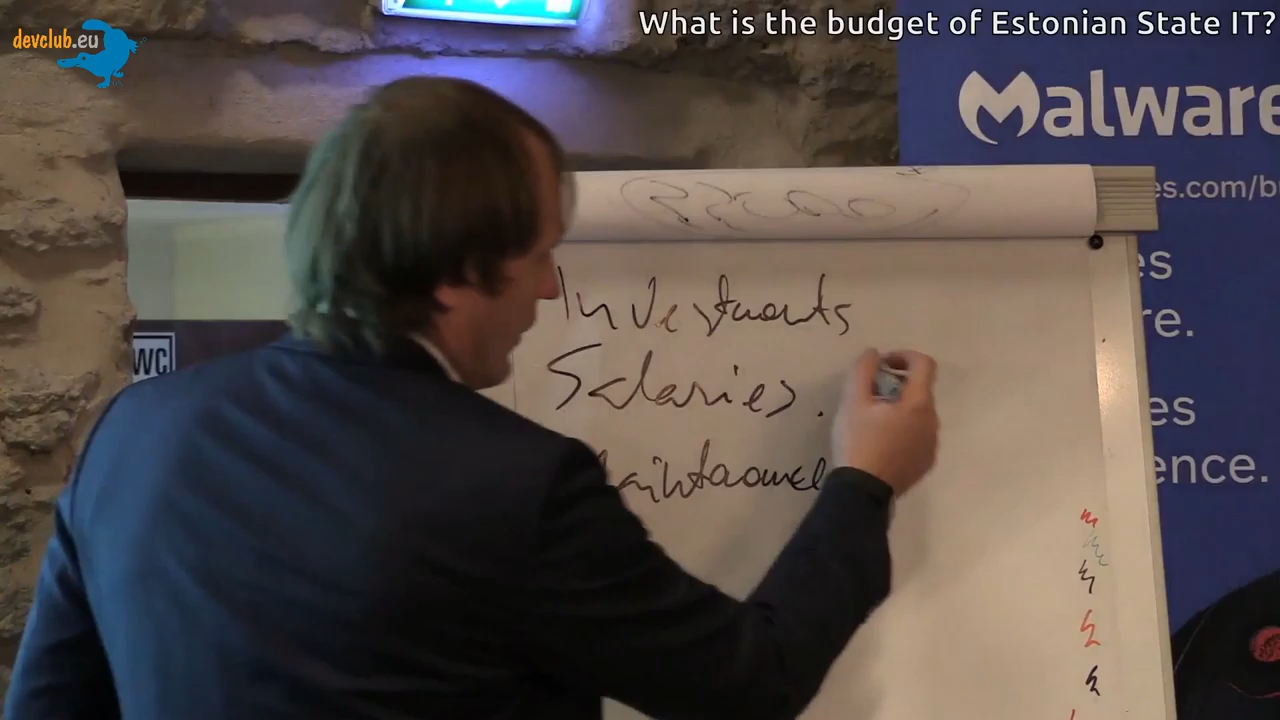 What is the budget of Estonian State IT?
devclub.eu
Malware
es.com/b
es
re.
WC
es
ence.
Investments
Salaries.